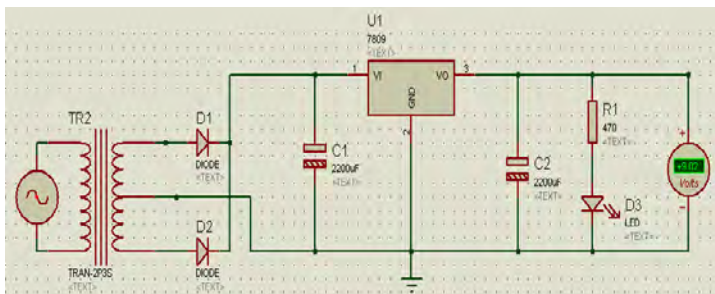 U1
7809
<TEXT>
1
VI
VO
3
GND
2
TR2
D1
DIODE
<TEXT>
C1
2200uF
<TEXT>
C2
2200uF
<TEXT>
R1
470
<TEXT>
+9.02
Volts
D2
DIODE
<TEXT>
D3
LED
<TEXT>
TRAN-2P3S
<TEXT>